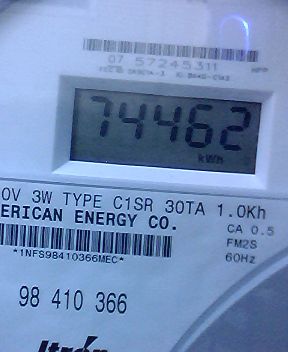 07 57245311
74462
kWh
0V 3W TYPE C1SR 30TA 1.0Kh
ERICAN ENERGY CO.
CA 0.5
FM2S
*1NFS98410366MEC*
60Hz
98 410 366
Itron